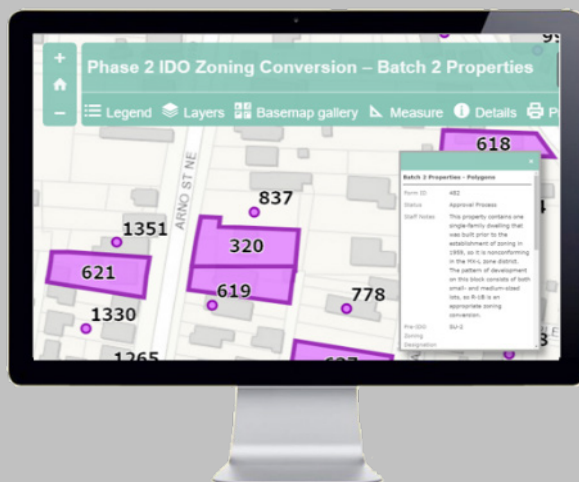 Phase 2 IDO Zoning Conversion – Batch 2 Properties
Legend Layers Basemap gallery Measure Details
618
Batch 2 Properties - Polygons
Form ID 482
Status Approval Process
Staff Notes This property contains one
single-family dwelling that
was built prior to the
establishment of zoning in
1959, so it is nonconforming
in the MX-L zone district.
The pattern of development
on this block consists of both
small- and medium-sized
lots, so R-1B is an
appropriate zoning
conversion.
Pre-IDO SU-2
Zoning
Designation
ARNO ST NE
837
1351
320
621
619
778
1330
1265